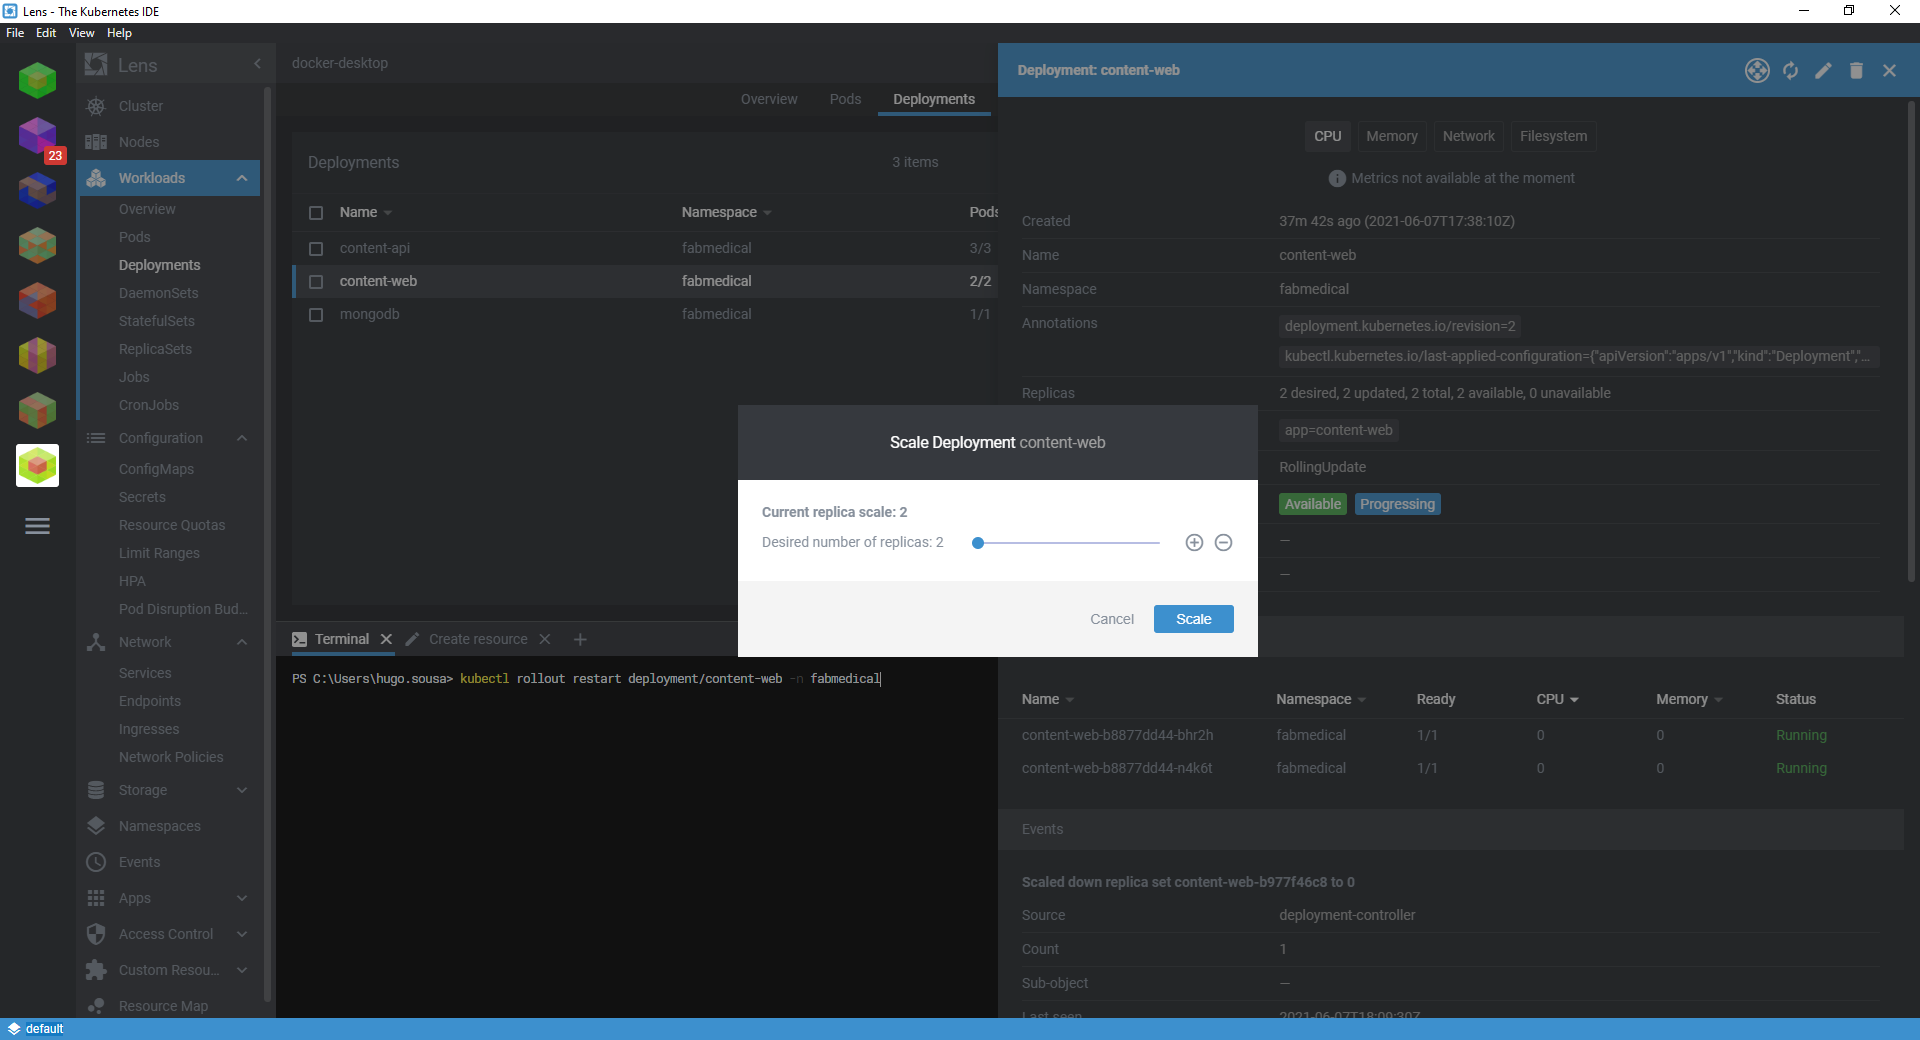 Lens - The Kubernetes IDE
File Edit View Help
23
Lens
Cluster
Nodes
Workloads
Overview
Pods
Deployments
DaemonSets
StatefulSets
ReplicaSets
Jobs
CronJobs
Configuration
ConfigMaps
Secrets
Resource Quotas
Limit Ranges
HPA
Pod Disruption Bud...
Network
Services
Endpoints
Ingresses
Network Policies
Storage
Namespaces
Events
Apps
Access Control
Custom Resou...
Resource Map
docker-desktop
Overview Pods Deployments
Deployments 3 items
Name Namespace Pods
content-api fabmedical 3/3
content-web fabmedical 2/2
mongodb fabmedical 1/1
Terminal Create resource
PS C:\Users\hugo.sousa> kubectl rollout restart deployment/content-web -n fabmedical
Scale Deployment content-web
Current replica scale: 2
Desired number of replicas: 2
Cancel Scale
Deployment: content-web
CPU Memory Network Filesystem
Metrics not available at the moment
Created 37m 42s ago (2021-06-07T17:38:10Z)
Name content-web
Namespace fabmedical
Annotations deployment.kubernetes.io/revision=2
kubectl.kubernetes.io/last-applied-configuration={"apiVersion":"apps/v1","kind":"Deployment","...
Replicas 2 desired, 2 updated, 2 total, 2 available, 0 unavailable
app=content-web
RollingUpdate
Available Progressing
—
—
Name Namespace Ready CPU Memory Status
content-web-b8877dd44-bhr2h fabmedical 1/1 0 0 Running
content-web-b8877dd44-n4k6t fabmedical 1/1 0 0 Running
Events
Scaled down replica set content-web-b977f46c8 to 0
Source deployment-controller
Count 1
Sub-object —
Last seen 2021-06-07T18:09:30Z
default